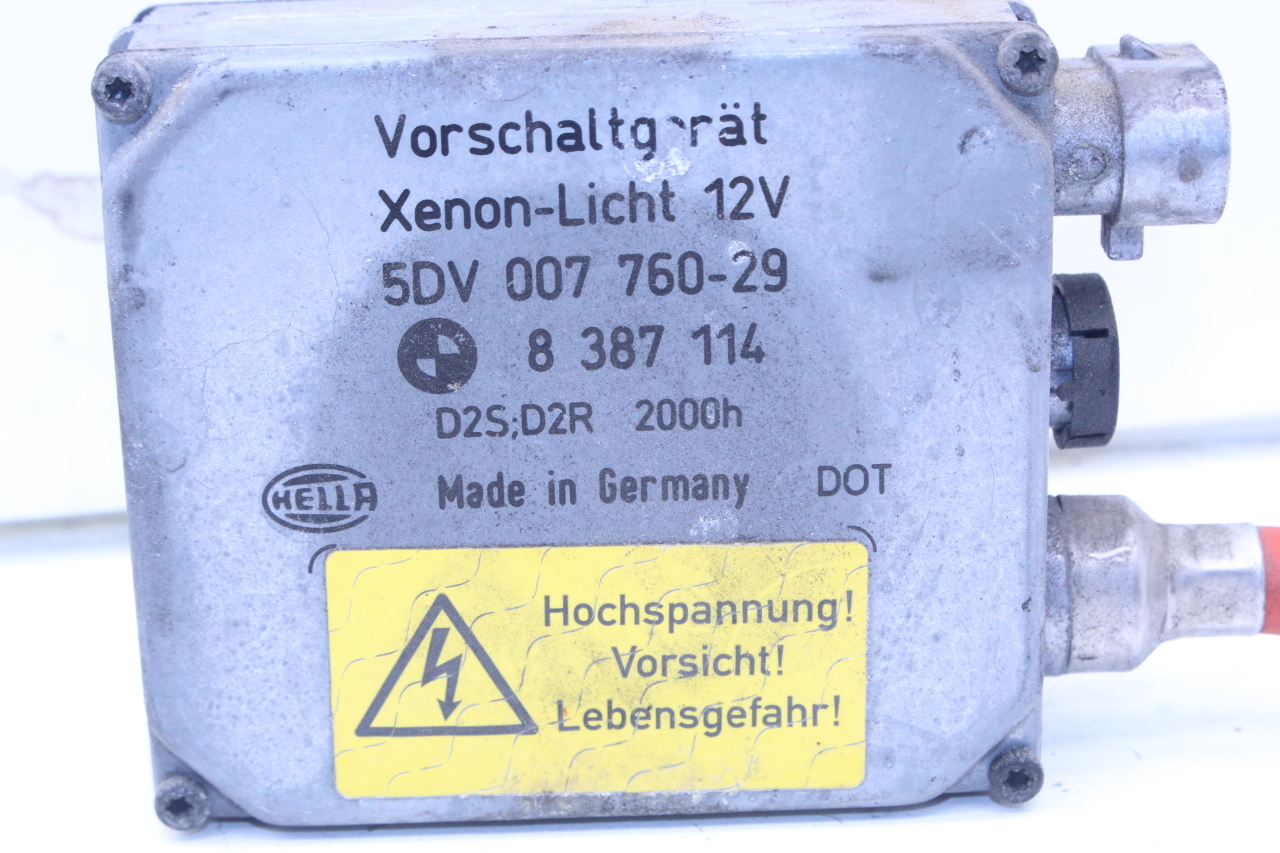 Vorschaltgerät
Xenon-Licht 12V
5DV 007 760-29
8 387 114
D2S;D2R 2000h
HELLA Made in Germany DOT
Hochspannung!
Vorsicht!
Lebensgefahr!